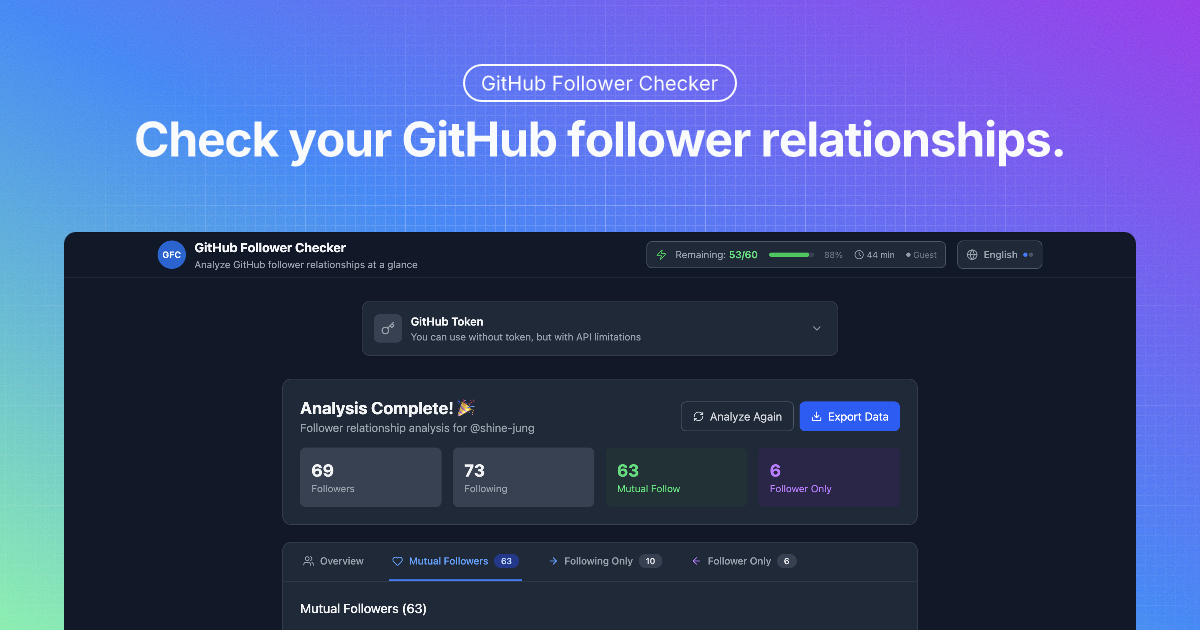 GitHub Follower Checker
Check your GitHub follower relationships.
GFC
GitHub Follower Checker
Analyze GitHub follower relationships at a glance
Remaining: 53/60
88%
44 min
Guest
English
GitHub Token
You can use without token, but with API limitations
Analysis Complete! 🎉
Follower relationship analysis for @shine-jung
Analyze Again
Export Data
69
Followers
73
Following
63
Mutual Follow
6
Follower Only
Overview
Mutual Followers 63
Following Only 10
Follower Only 6
Mutual Followers (63)